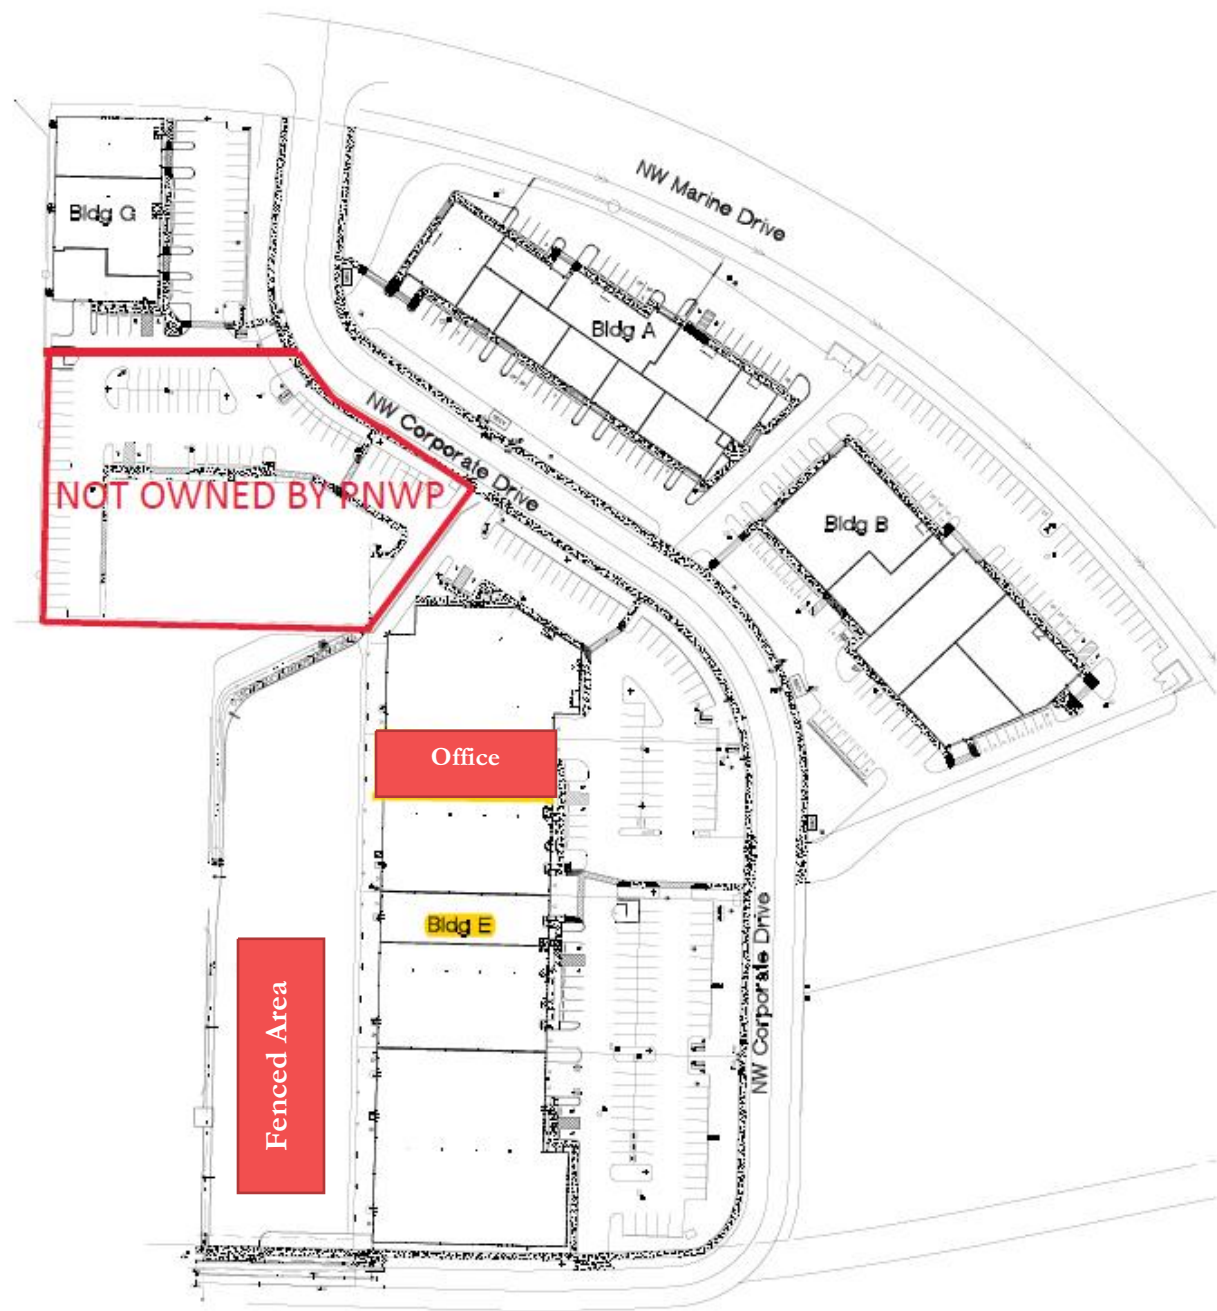 NW Marine Drive
Bldg G
Bldg A
NW Corporate Drive
NOT OWNED BY PNWP
Bldg B
Office
Bldg E
NW Corporate Drive
Fenced Area